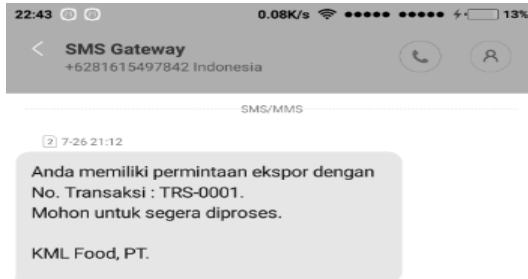 22:43 0.08K/s 13%
SMS Gateway
+6281615497842 Indonesia
SMS/MMS
2 7-26 21:12
Anda memiliki permintaan ekspor dengan
No. Transaksi : TRS-0001.
Mohon untuk segera diproses.
KML Food, PT.